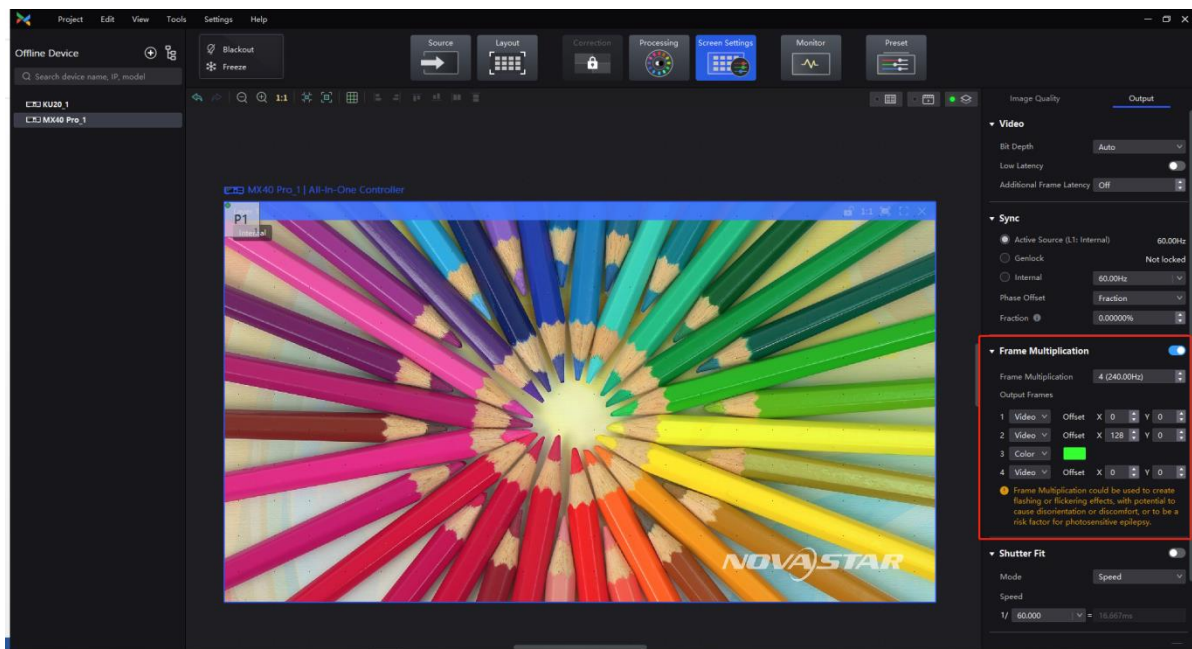 Project Edit View Tools Settings Help
Offline Device
Search device name, IP, model
KU20_1
MX40 Pro_1
Blackout
Freeze
Source
Layout
Correction
Processing
Screen Settings
Monitor
Preset
1:1
MX40 Pro_1 | All-In-One Controller
P1
Internal
1:1
NOVASTAR
Image Quality Output
Video
Bit Depth Auto
Low Latency
Additional Frame Latency Off
Sync
Active Source (L1: Internal) 60.00Hz
Genlock Not locked
Internal 60.00Hz
Phase Offset Fraction
Fraction 0.00000%
Frame Multiplication
Frame Multiplication 4 (240.00Hz)
Output Frames
1 Video Offset X 0 Y 0
2 Video Offset X 128 Y 0
3 Color
4 Video Offset X 0 Y 0
Frame Multiplication could be used to create
flashing or flickering effects, with potential to
cause disorientation or discomfort, or to be a
risk factor for photosensitive epilepsy.
Shutter Fit
Mode Speed
Speed
1/ 60.000 = 16.667ms